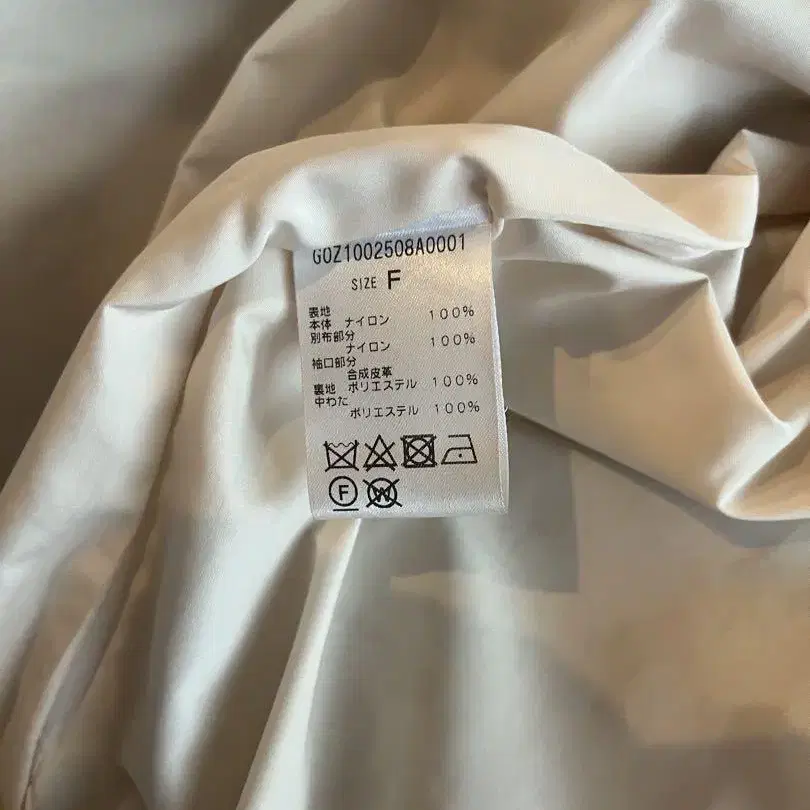 G0Z1002508A0001
SIZE F
表地
本体 ナイロン 100%
別布部分
ナイロン 100%
袖口部分
合成皮革
裏地 ポリエステル 100%
中わた
ポリエステル 100%
F W